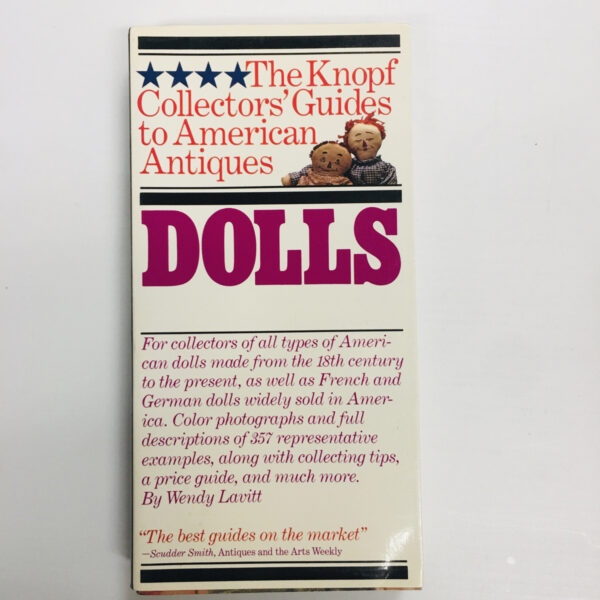 ★★★★The Knopf
Collectors' Guides
to American
Antiques
DOLLS
For collectors of all types of Ameri-
can dolls made from the 18th century
to the present, as well as French and
German dolls widely sold in Amer-
ica. Color photographs and full
descriptions of 357 representative
examples, along with collecting tips,
a price guide, and much more.
By Wendy Lavitt
“The best guides on the market”
—Scudder Smith, Antiques and the Arts Weekly